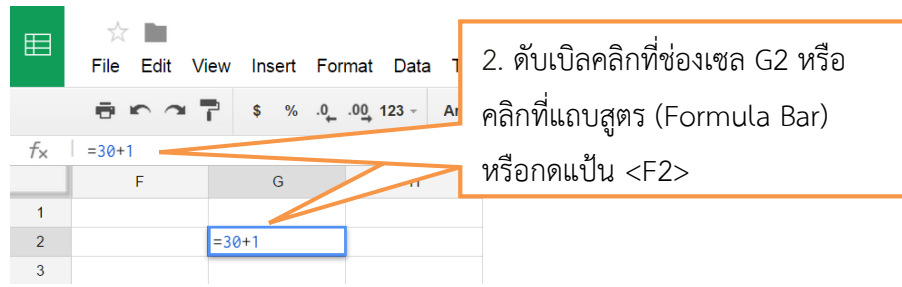 File Edit View Insert Format Data T
$ % .0 .00 123 Ar
fx =30+1
F G H
1
2 =30+1
3
2. ดับเบิลคลิกที่ช่องเซล G2 หรือ
คลิกที่แถบสูตร (Formula Bar)
หรือกดแป้น <F2>